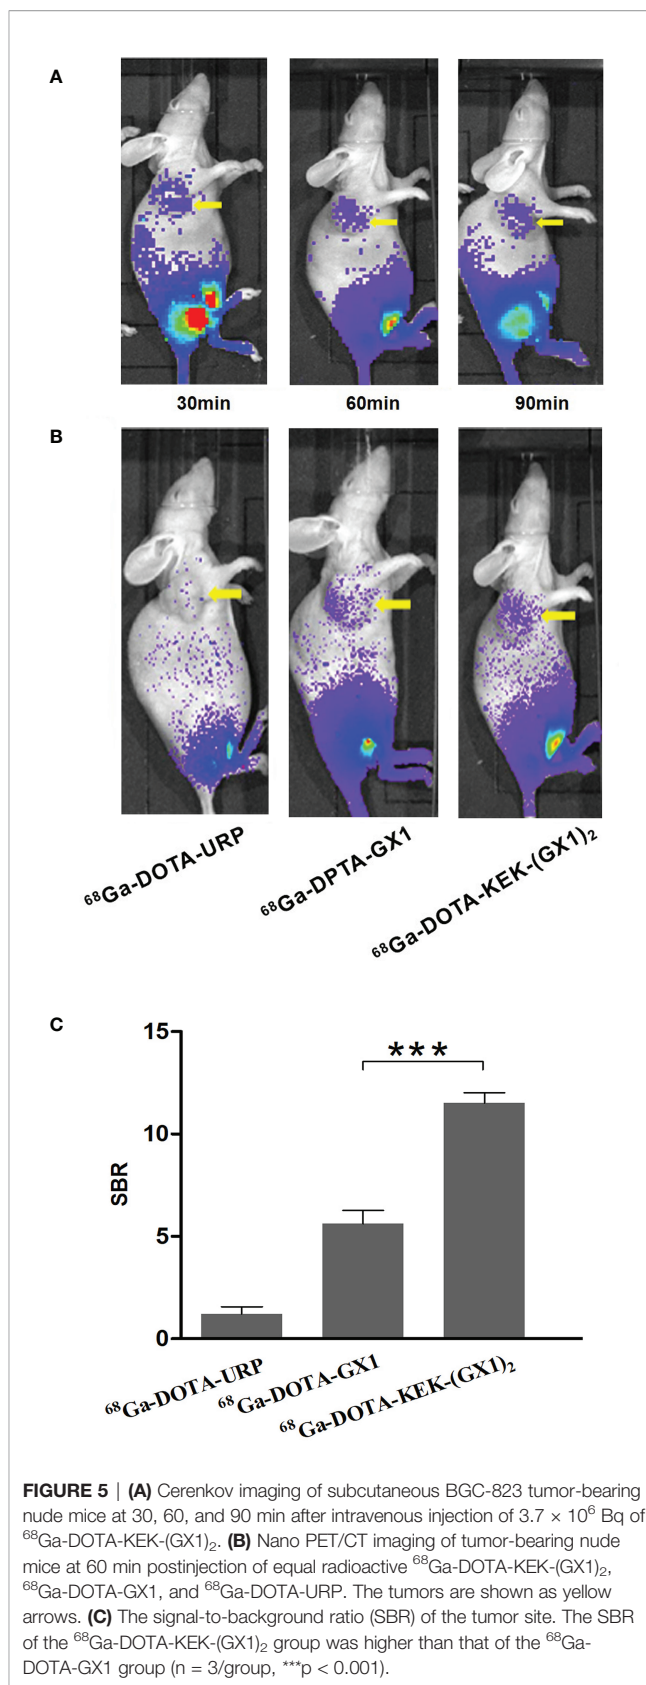 A
30min 60min 90min
B
⁶⁸Ga-DOTA-URP
⁶⁸Ga-DPTA-GX1
⁶⁸Ga-DOTA-KEK-(GX1)₂
C
15
10
5
0
SBR
***
⁶⁸Ga-DOTA-URP
⁶⁸Ga-DOTA-GX1
⁶⁸Ga-DOTA-KEK-(GX1)₂
FIGURE 5 | (A) Cerenkov imaging of subcutaneous BGC-823 tumor-bearing
nude mice at 30, 60, and 90 min after intravenous injection of 3.7 × 10⁶ Bq of
⁶⁸Ga-DOTA-KEK-(GX1)₂. (B) Nano PET/CT imaging of tumor-bearing nude
mice at 60 min postinjection of equal radioactive ⁶⁸Ga-DOTA-KEK-(GX1)₂,
⁶⁸Ga-DOTA-GX1, and ⁶⁸Ga-DOTA-URP. The tumors are shown as yellow
arrows. (C) The signal-to-background ratio (SBR) of the tumor site. The SBR
of the ⁶⁸Ga-DOTA-KEK-(GX1)₂ group was higher than that of the ⁶⁸Ga-
DOTA-GX1 group (n = 3/group, ***p < 0.001).